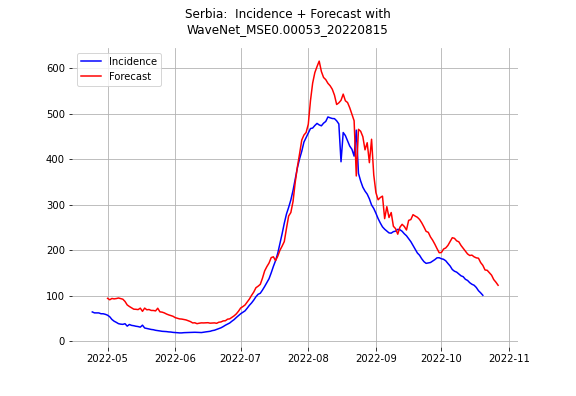 Serbia:  Incidence + Forecast with
WaveNet_MSE0.00053_20220815
Incidence
Forecast
600
500
400
300
200
100
0
2022-05 2022-06 2022-07 2022-08 2022-09 2022-10 2022-11